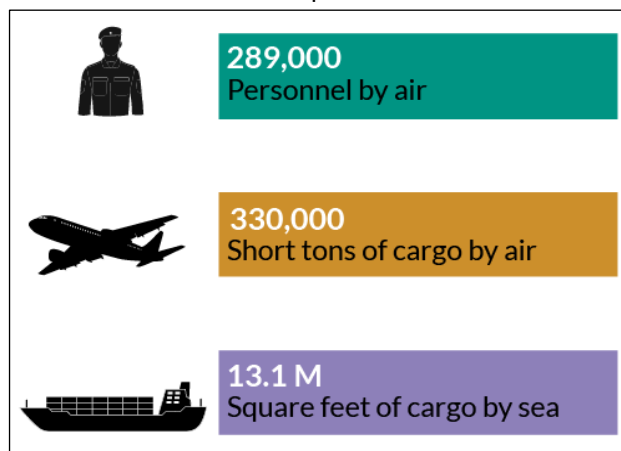 289,000
Personnel by air
330,000
Short tons of cargo by air
13.1 M
Square feet of cargo by sea